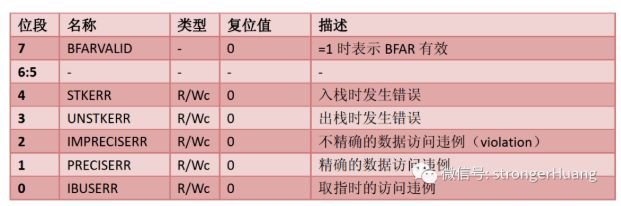 位段 名称 类型 复位值 描述
7 BFARVALID - 0 =1 时表示 BFAR 有效
6:5 - - - -
4 STKERR R/Wc 0 入栈时发生错误
3 UNSTKERR R/Wc 0 出栈时发生错误
2 IMPRECISERR R/Wc 0 不精确的数据访问违例（violation）
1 PRECISERR R/Wc 0 精确的数据访问违例
0 IBUSERR R/Wc 0 取指时的访问违例
微信号: strongerHuang